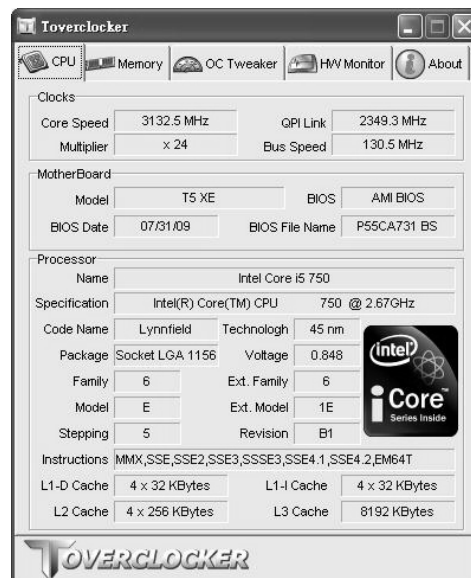 Toverclocker
CPU Memory OC Tweaker HW Monitor About
Clocks
Core Speed 3132.5 MHz QPI Link 2349.3 MHz
Multiplier x 24 Bus Speed 130.5 MHz
MotherBoard
Model T5 XE BIOS AMI BIOS
BIOS Date 07/31/09 BIOS File Name P55CA731 BS
Processor
Name Intel Core i5 750
Specification Intel(R) Core(TM) CPU 750 @ 2.67GHz
Code Name Lynnfield Technologh 45 nm
Package Socket LGA 1156 Voltage 0.848
Family 6 Ext. Family 6
Model E Ext. Model 1E
Stepping 5 Revision B1
intel
Core
Series Inside
Instructions MMX,SSE,SSE2,SSE3,SSSE3,SSE4.1,SSE4.2,EM64T
L1-D Cache 4 x 32 KBytes L1-I Cache 4 x 32 KBytes
L2 Cache 4 x 256 KBytes L3 Cache 8192 KBytes
TOVERCLOCKER